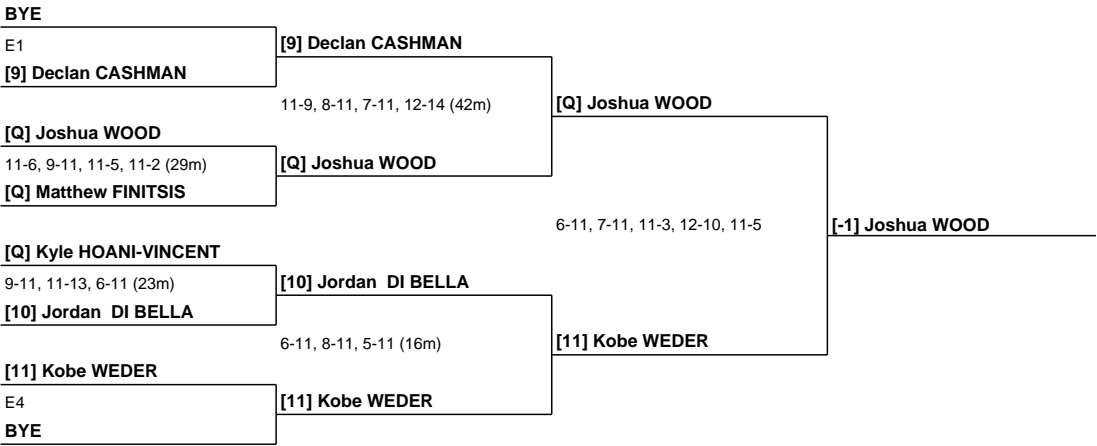 BYE
E1
[9] Declan CASHMAN
[9] Declan CASHMAN
11-9, 8-11, 7-11, 12-14 (42m)
[Q] Joshua WOOD
[Q] Joshua WOOD
11-6, 9-11, 11-5, 11-2 (29m)
[Q] Joshua WOOD
[Q] Matthew FINITSIS
6-11, 7-11, 11-3, 12-10, 11-5
[-1] Joshua WOOD
[Q] Kyle HOANI-VINCENT
9-11, 11-13, 6-11 (23m)
[10] Jordan  DI BELLA
[10] Jordan  DI BELLA
6-11, 8-11, 5-11 (16m)
[11] Kobe WEDER
[11] Kobe WEDER
E4
[11] Kobe WEDER
BYE